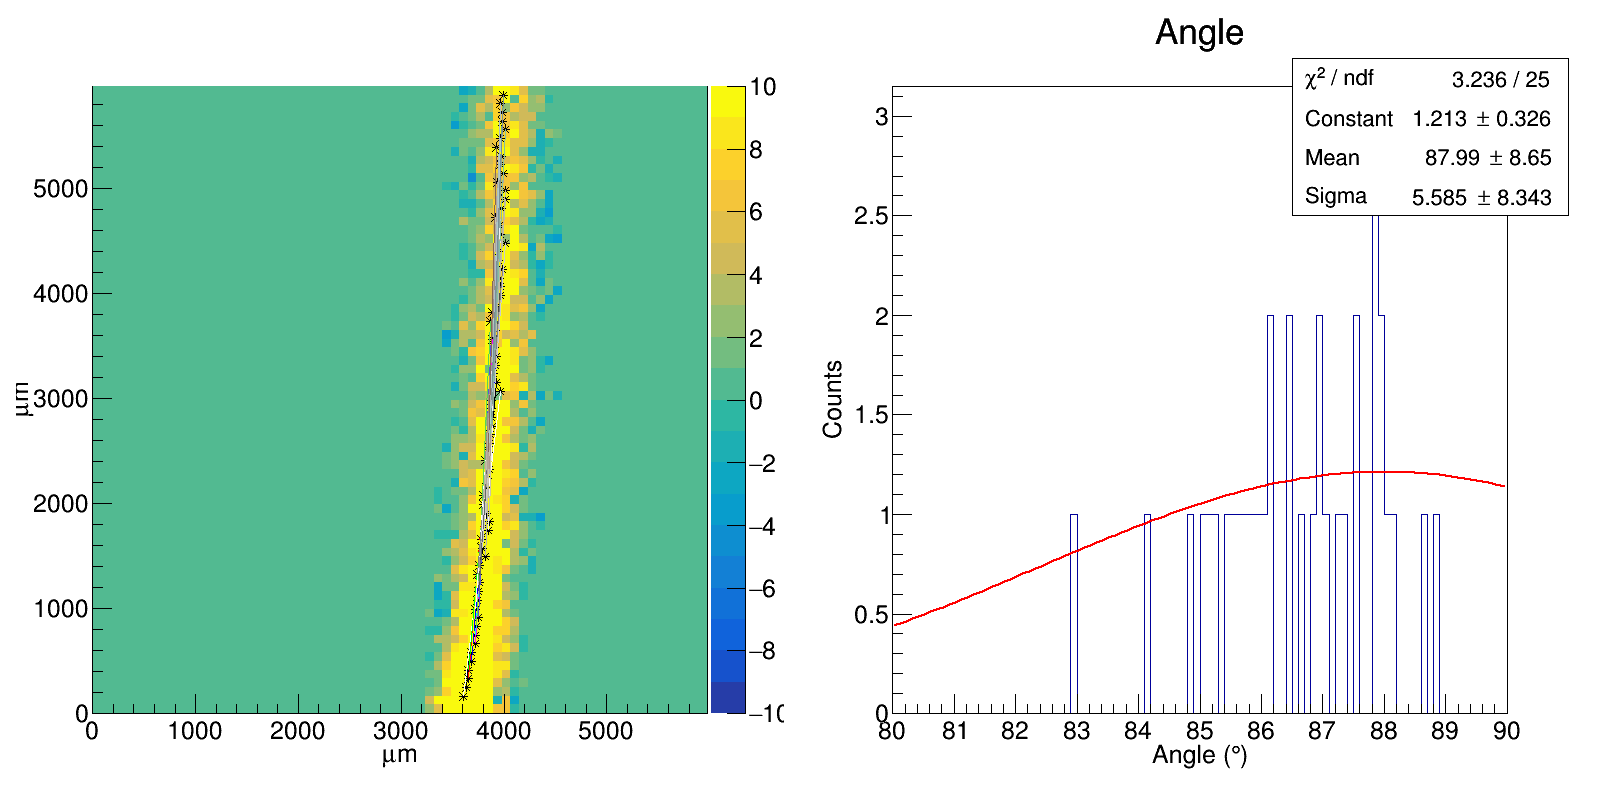 Angle
χ² / ndf 3.236 / 25
Constant 1.213 ± 0.326
Mean 87.99 ± 8.65
Sigma 5.585 ± 8.343
5000
4000
3000
2000
1000
0
μm
0 1000 2000 3000 4000 5000
μm
10
8
6
4
2
0
−2
−4
−6
−8
−10
3
2.5
2
1.5
1
0.5
0
Counts
80 81 82 83 84 85 86 87 88 89 90
Angle (°)